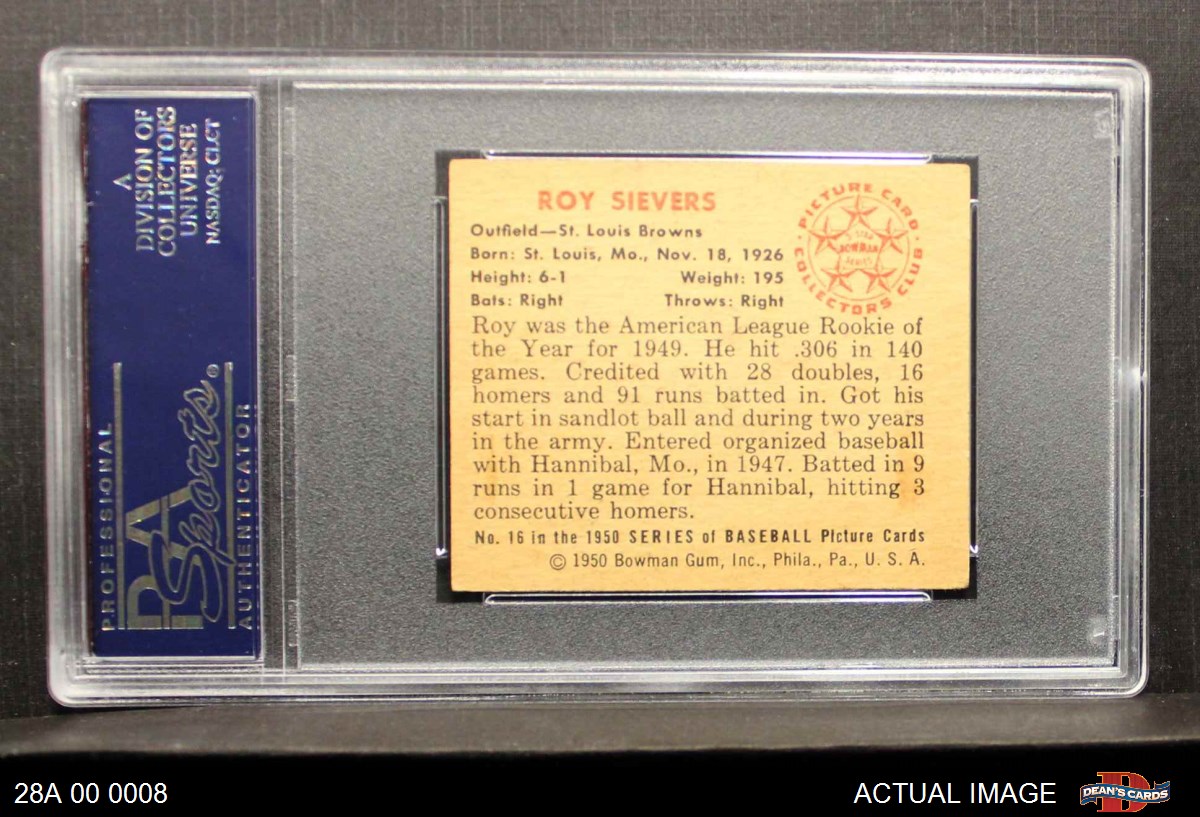 A
DIVISION OF
COLLECTORS
UNIVERSE
NASDAQ: CLCT
PROFESSIONAL
PSA
Sports®
AUTHENTICATOR
ROY SIEVERS
Outfield—St. Louis Browns
Born: St. Louis, Mo., Nov. 18, 1926
Height: 6-1 Weight: 195
Bats: Right Throws: Right
PICTURE CARD
COLLECTORS CLUB
5 STAR
BOWMAN
SERIES
Roy was the American League Rookie of
the Year for 1949. He hit .306 in 140
games. Credited with 28 doubles, 16
homers and 91 runs batted in. Got his
start in sandlot ball and during two years
in the army. Entered organized baseball
with Hannibal, Mo., in 1947. Batted in 9
runs in 1 game for Hannibal, hitting 3
consecutive homers.
No. 16 in the 1950 SERIES of BASEBALL Picture Cards
© 1950 Bowman Gum, Inc., Phila., Pa., U. S. A.
28A 00 0008
ACTUAL IMAGE
D
DEAN'S CARDS